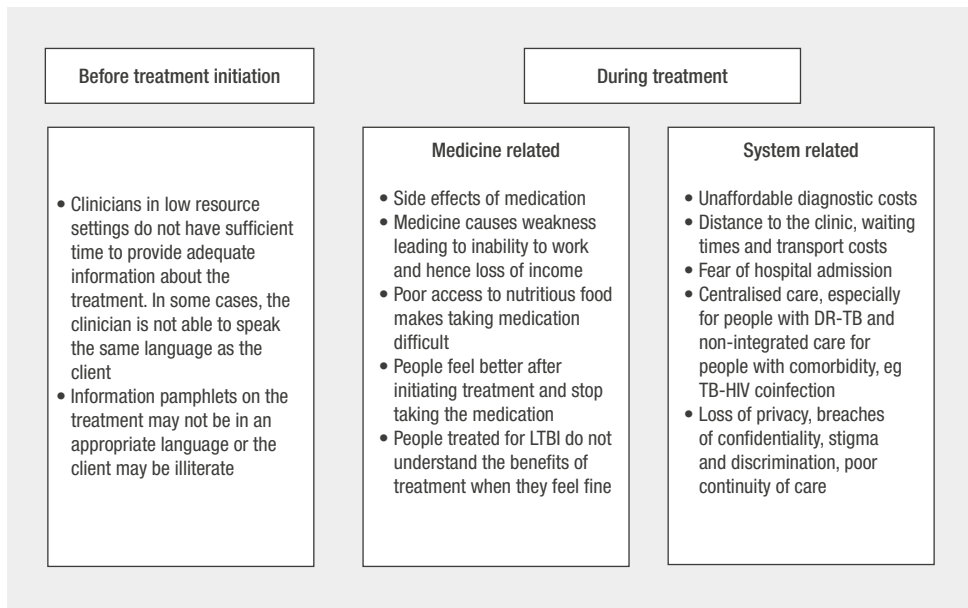 Before treatment initiation
During treatment
• Clinicians in low resource
settings do not have sufficient
time to provide adequate
information about the
treatment. In some cases, the
clinician is not able to speak
the same language as the
client
• Information pamphlets on the
treatment may not be in an
appropriate language or the
client may be illiterate
Medicine related
• Side effects of medication
• Medicine causes weakness
leading to inability to work
and hence loss of income
• Poor access to nutritious food
makes taking medication
difficult
• People feel better after
initiating treatment and stop
taking the medication
• People treated for LTBI do not
understand the benefits of
treatment when they feel fine
System related
• Unaffordable diagnostic costs
• Distance to the clinic, waiting
times and transport costs
• Fear of hospital admission
• Centralised care, especially
for people with DR-TB and
non-integrated care for
people with comorbidity, eg
TB-HIV coinfection
• Loss of privacy, breaches
of confidentiality, stigma
and discrimination, poor
continuity of care